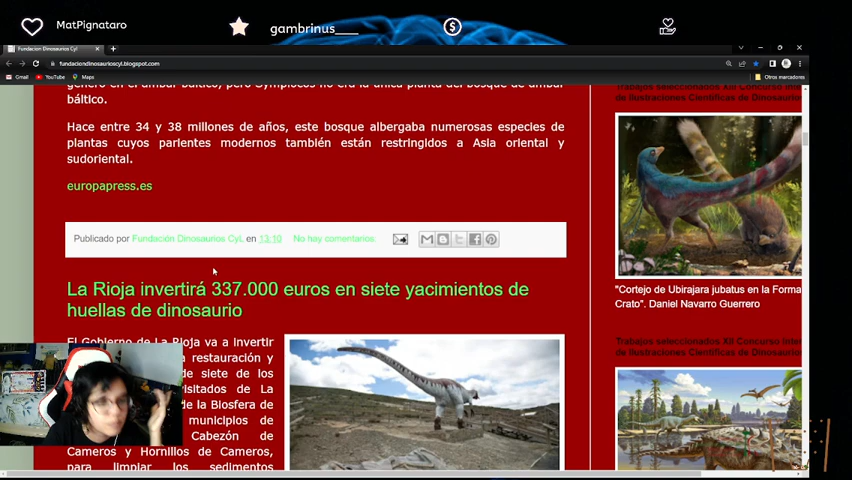 MatPignataro
gambrinus____
Fundacion Dinosaurios CyL
fundaciondinosaurioscyl.blogspot.com
Gmail YouTube Maps
Otros marcadores
género en el ámbar báltico, pero Symplocos no era la única planta del bosque de ámbar
báltico.
Hace entre 34 y 38 millones de años, este bosque albergaba numerosas especies de
plantas cuyos parientes modernos también están restringidos a Asia oriental y
sudoriental.
europapress.es
Publicado por Fundación Dinosaurios CyL en 13:10 No hay comentarios:
La Rioja invertirá 337.000 euros en siete yacimientos de
huellas de dinosaurio
El Gobierno de La Rioja va a invertir
a restauración y
de siete de los
visitados de La
de la Biosfera de
municipios de
Cabezón de
Cameros y Hornillos de Cameros,
para limpiar los sedimentos
Trabajos seleccionados XIII Concurso Inte
de Ilustraciones Científicas de Dinosaurio
"Cortejo de Ubirajara jubatus en la Forma
Crato". Daniel Navarro Guerrero
Trabajos seleccionados XII Concurso Inter
de Ilustraciones Científicas de Dinosaurio